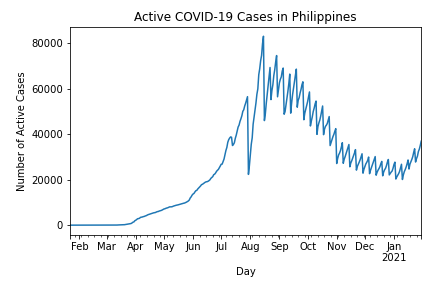 Active COVID-19 Cases in Philippines
Number of Active Cases
80000
60000
40000
20000
0
Feb Mar Apr May Jun Jul Aug Sep Oct Nov Dec Jan
2021
Day